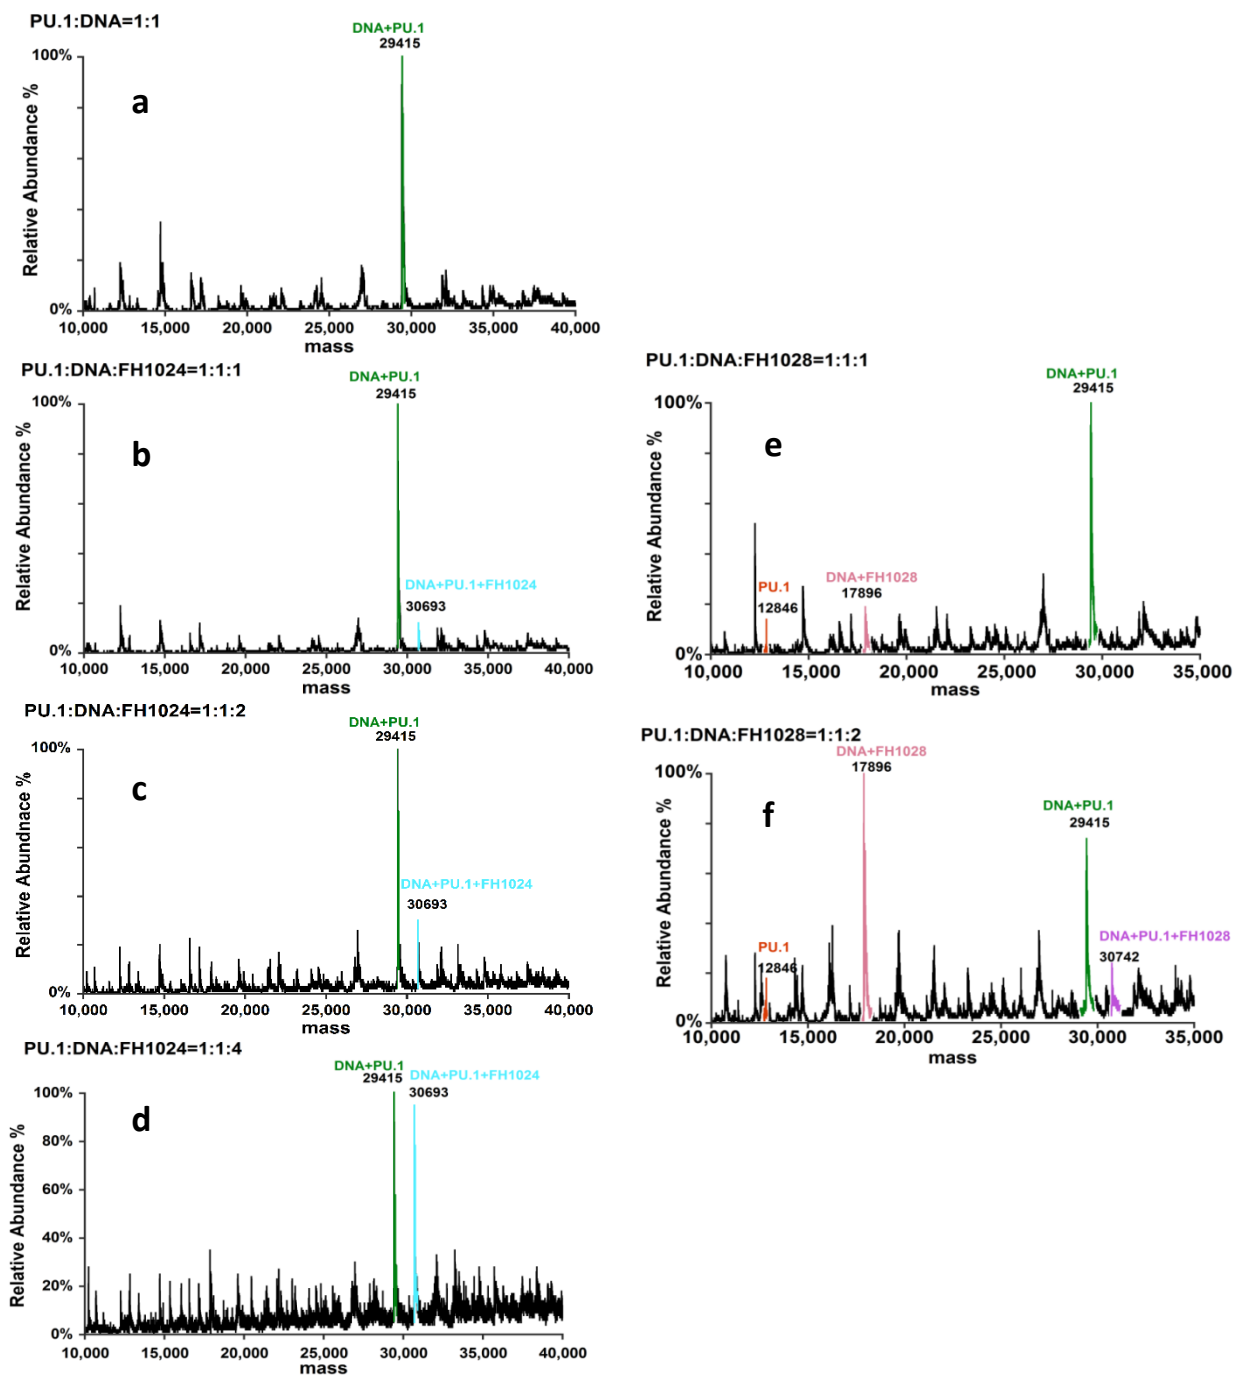 PU.1:DNA=1:1
DNA+PU.1
29415
100%
Relative Abundance %
a
0%
10,000 15,000 20,000 25,000 30,000 35,000 40,000
mass
PU.1:DNA:FH1024=1:1:1
DNA+PU.1
29415
100%
Relative Abundance %
b
DNA+PU.1+FH1024
30693
0%
10,000 15,000 20,000 25,000 30,000 35,000 40,000
mass
PU.1:DNA:FH1024=1:1:2
DNA+PU.1
29415
100%
Relative Abundnace %
c
DNA+PU.1+FH1024
30693
0%
10,000 15,000 20,000 25,000 30,000 35,000 40,000
mass
PU.1:DNA:FH1024=1:1:4
DNA+PU.1 DNA+PU.1+FH1024
29415 30693
100%
80%
60%
40%
20%
0%
Relative Abundance %
d
10,000 15,000 20,000 25,000 30,000 35,000 40,000
mass
PU.1:DNA:FH1028=1:1:1
DNA+PU.1
29415
100%
Relative Abundance %
e
PU.1
12846
DNA+FH1028
17896
0%
10,000 15,000 20,000 25,000 30,000 35,000
mass
PU.1:DNA:FH1028=1:1:2
DNA+FH1028
17896
100%
Relative Abundance %
f
DNA+PU.1
29415
PU.1
12846
DNA+PU.1+FH1028
30742
0%
10,000 15,000 20,000 25,000 30,000 35,000
mass